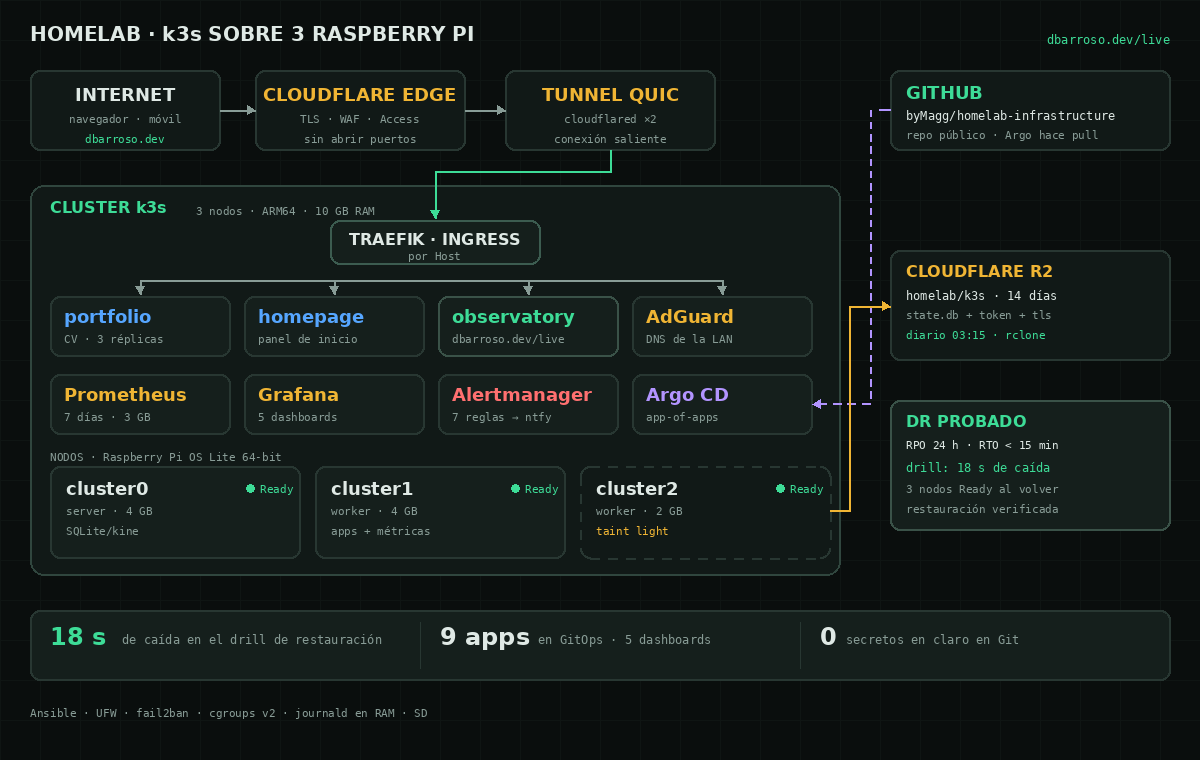 HOMELAB · k3s SOBRE 3 RASPBERRY PI
dbarroso.dev/live
INTERNET
navegador · móvil
dbarroso.dev
CLOUDFLARE EDGE
TLS · WAF · Access
sin abrir puertos
TUNNEL QUIC
cloudflared ×2
conexión saliente
GITHUB
byMagg/homelab-infrastructure
repo público · Argo hace pull
CLUSTER k3s
3 nodos · ARM64 · 10 GB RAM
TRAEFIK · INGRESS
por Host
portfolio
CV · 3 réplicas
homepage
panel de inicio
observatory
dbarroso.dev/live
AdGuard
DNS de la LAN
Prometheus
7 días · 3 GB
Grafana
5 dashboards
Alertmanager
7 reglas → ntfy
Argo CD
app-of-apps
NODOS · Raspberry Pi OS Lite 64-bit
cluster0
Ready
server · 4 GB
SQLite/kine
cluster1
Ready
worker · 4 GB
apps + métricas
cluster2
Ready
worker · 2 GB
taint light
CLOUDFLARE R2
homelab/k3s · 14 días
state.db + token + tls
diario 03:15 · rclone
DR PROBADO
RPO 24 h · RTO < 15 min
drill: 18 s de caída
3 nodos Ready al volver
restauración verificada
18 s de caída en el drill de restauración
9 apps en GitOps · 5 dashboards
0 secretos en claro en Git
Ansible · UFW · fail2ban · cgroups v2 · journald en RAM · SD